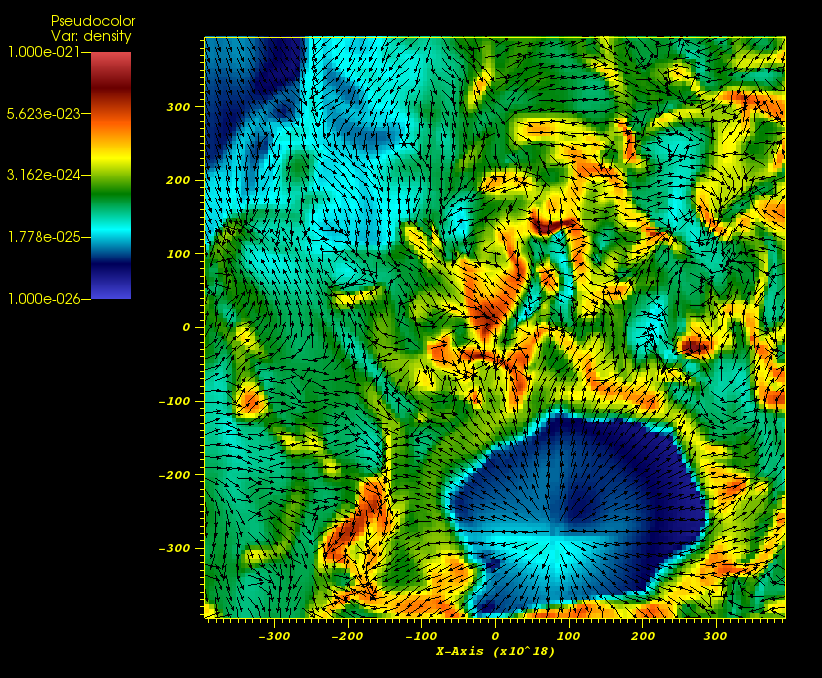 Pseudocolor
Var: density
1.000e-021
5.623e-023
3.162e-024
1.778e-025
1.000e-026
300
200
100
0
-100
-200
-300
-300 -200 -100 0 100 200 300
X-Axis (x10^18)